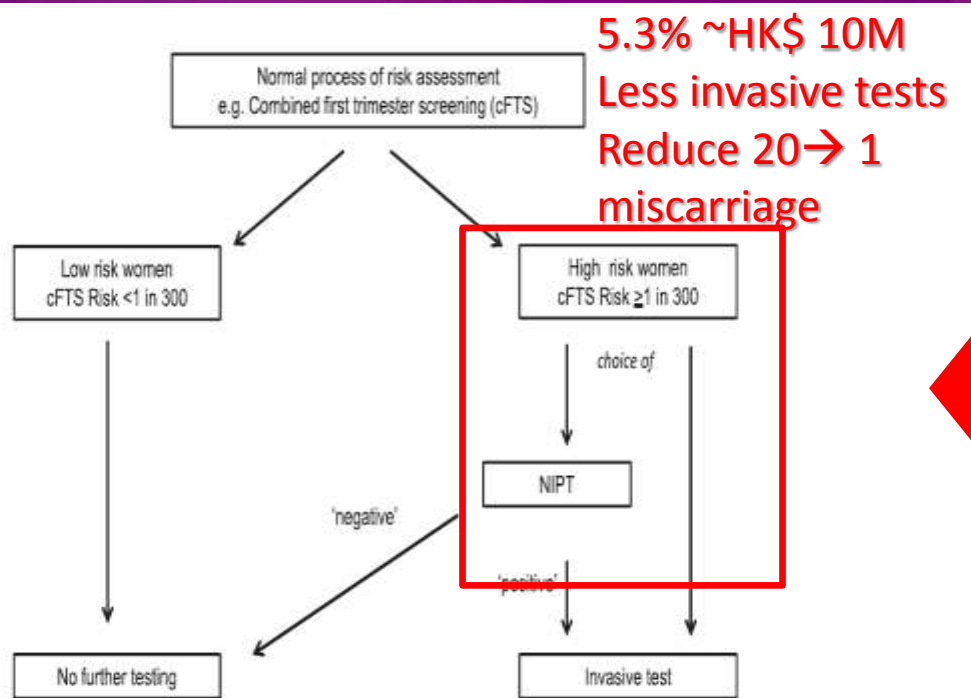 5.3% ~HK$ 10M
Less invasive tests
Reduce 20→ 1
miscarriage
Normal process of risk assessment
e.g. Combined first trimester screening (cFTS)
Low risk women
cFTS Risk <1 in 300
High risk women
cFTS Risk ≥1 in 300
choice of
NIPT
'negative'
'positive'
No further testing
Invasive test